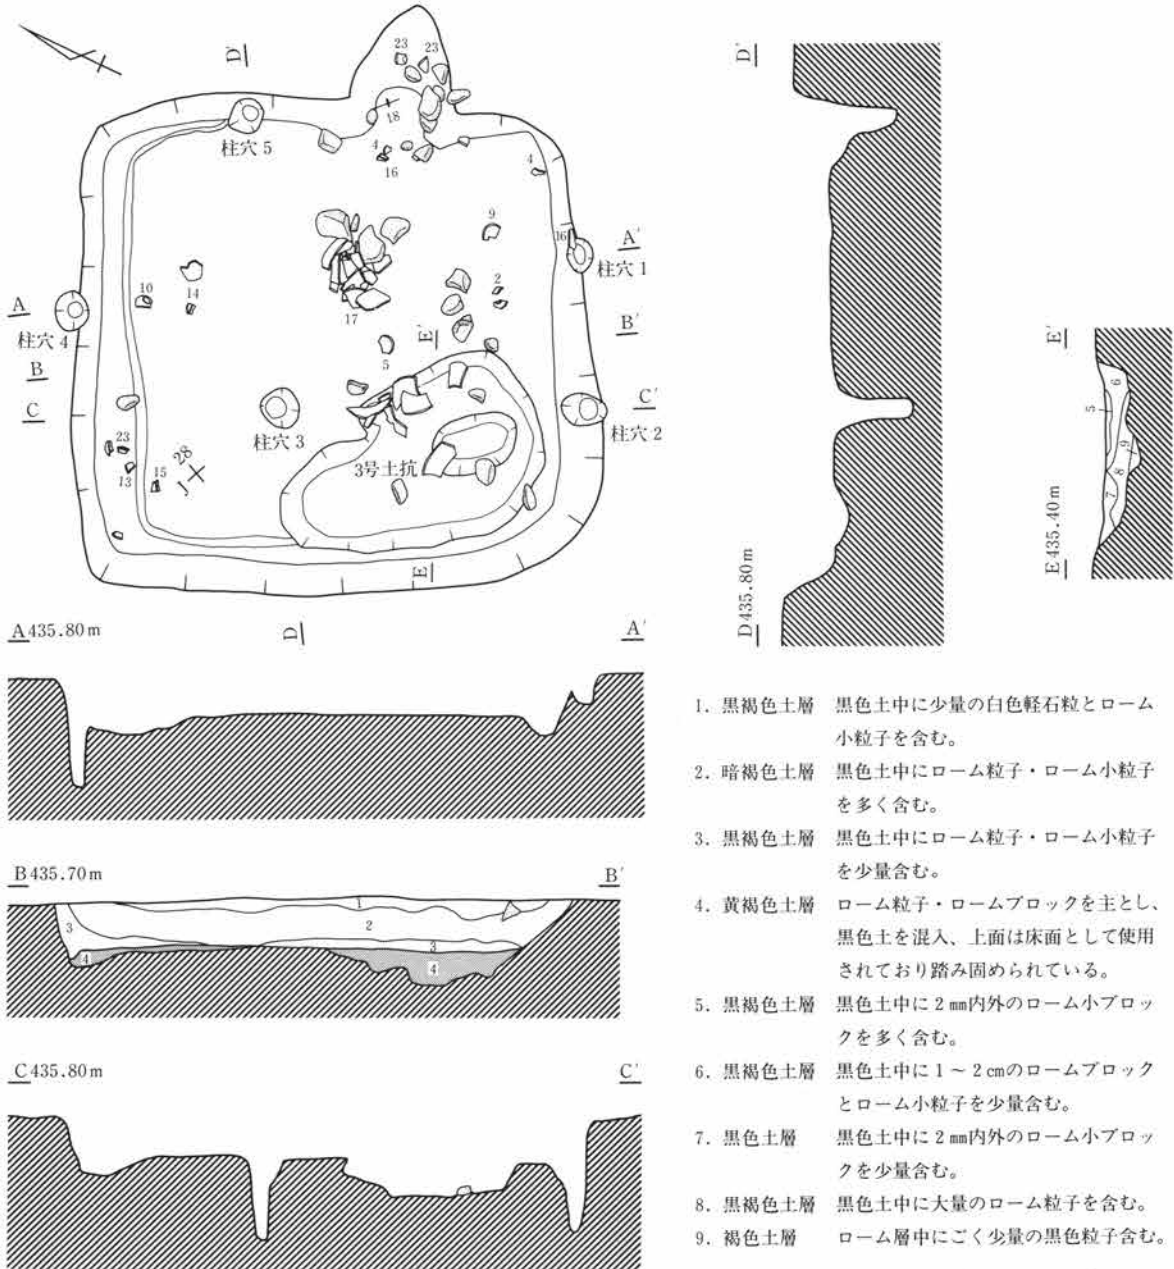 D'
23
23
18
柱穴 5
4
16
4
9
16
A'
柱穴 1
10
14
2
A
柱穴 4
17
B'
E'
5
B
C
C'
柱穴 3
柱穴 2
23
13
28
15
J
3号土坑
E
D
D'
D 435.80m
E'
5
6
9
8
7
E 435.40m
A 435.80m
A'
B 435.70m
B'
1
2
3
3
4
4
C 435.80m
C'
1. 黒褐色土層 黒色土中に少量の白色軽石粒とローム
小粒子を含む。
2. 暗褐色土層 黒色土中にローム粒子・ローム小粒子
を多く含む。
3. 黒褐色土層 黒色土中にローム粒子・ローム小粒子
を少量含む。
4. 黄褐色土層 ローム粒子・ロームブロックを主とし、
黒色土を混入、上面は床面として使用
されており踏み固められている。
5. 黒褐色土層 黒色土中に2㎜内外のローム小ブロッ
クを多く含む。
6. 黒褐色土層 黒色土中に1～2㎝のロームブロック
とローム小粒子を少量含む。
7. 黒色土層 黒色土中に2㎜内外のローム小ブロッ
クを少量含む。
8. 黒褐色土層 黒色土中に大量のローム粒子を含む。
9. 褐色土層 ローム層中にごく少量の黒色粒子含む。